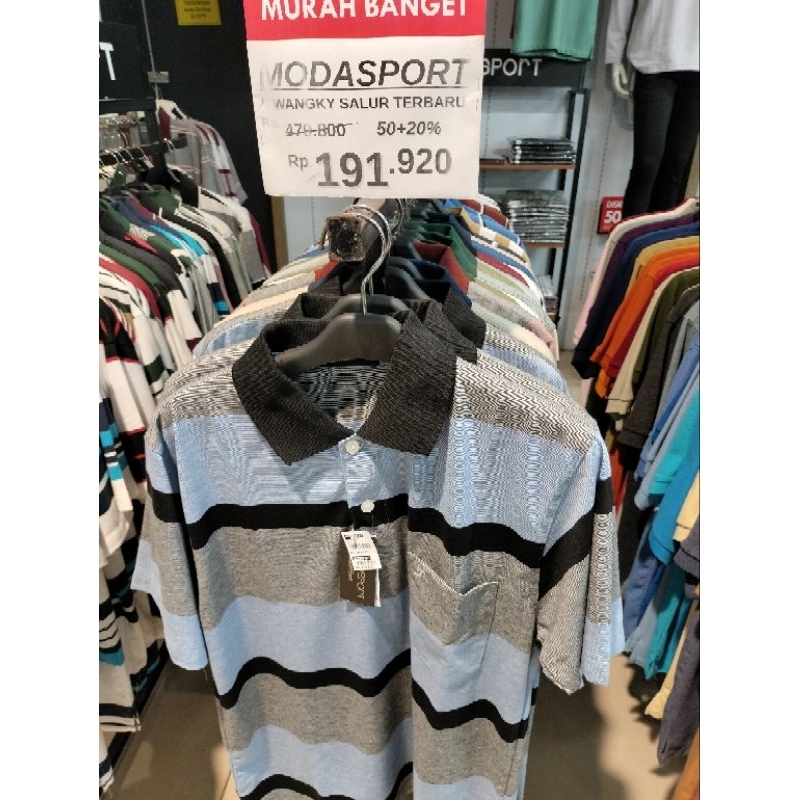 MURAH BANGET
MODASPORT
WANGKY SALUR TERBARU
479.800 50+20%
Rp 191.920
SPORT
50